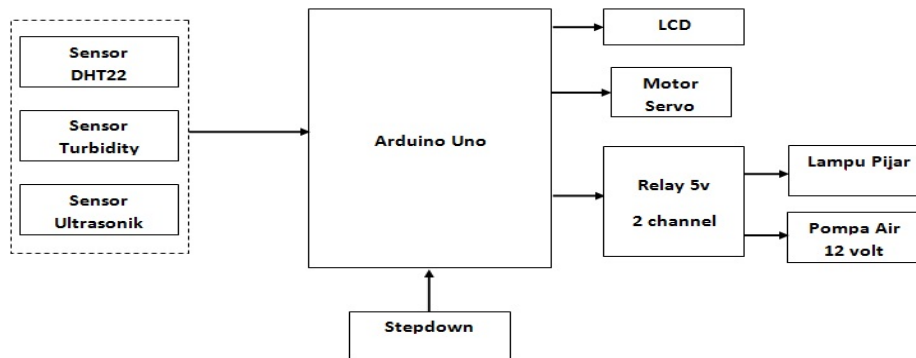 Sensor
DHT22
Sensor
Turbidity
Sensor
Ultrasonik
Arduino Uno
Stepdown
LCD
Motor
Servo
Relay 5v
2 channel
Lampu Pijar
Pompa Air
12 volt